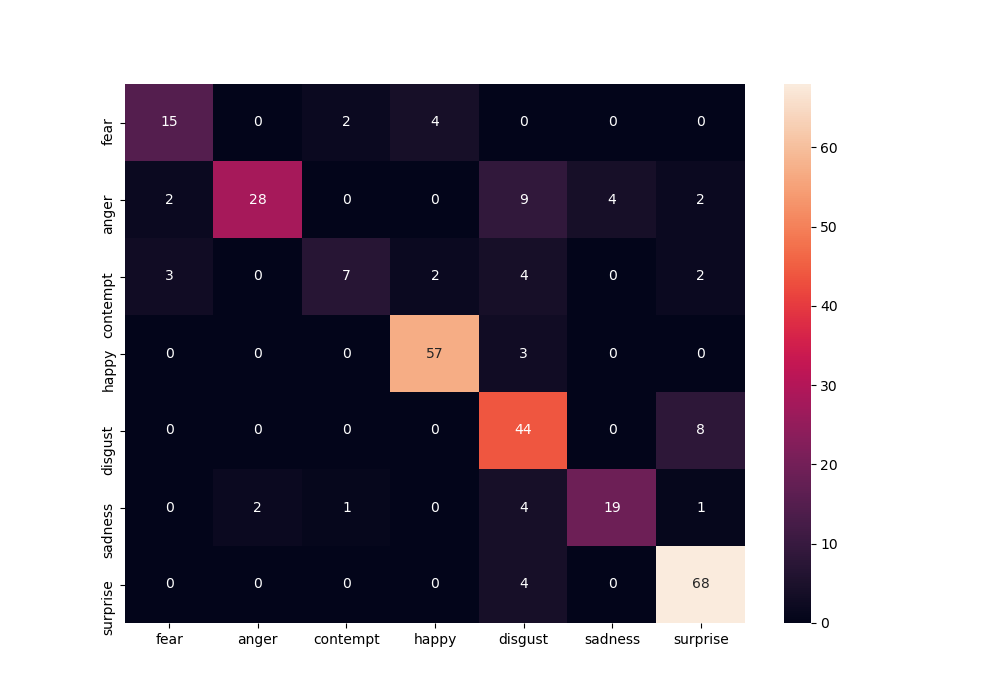 fear 15 0 2 4 0 0 0
anger 2 28 0 0 9 4 2
contempt 3 0 7 2 4 0 2
happy 0 0 0 57 3 0 0
disgust 0 0 0 0 44 0 8
sadness 0 2 1 0 4 19 1
surprise 0 0 0 0 4 0 68
fear anger contempt happy disgust sadness surprise
60
50
40
30
20
10
0